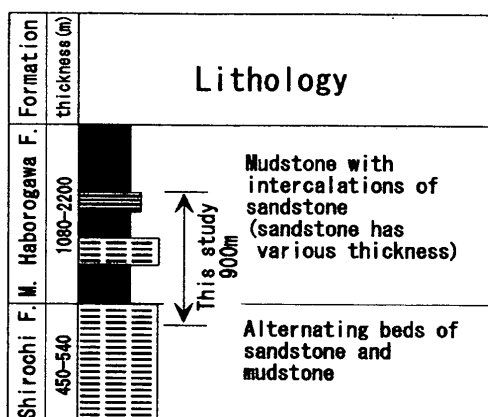 Formation
thickness(m)
Lithology
M. Haborogawa F.
1080-2200
This study
900m
Mudstone with
intercalations of
sandstone
(sandstone has
various thickness)
Shirochi F.
450-540
Alternating beds of
sandstone and
mudstone